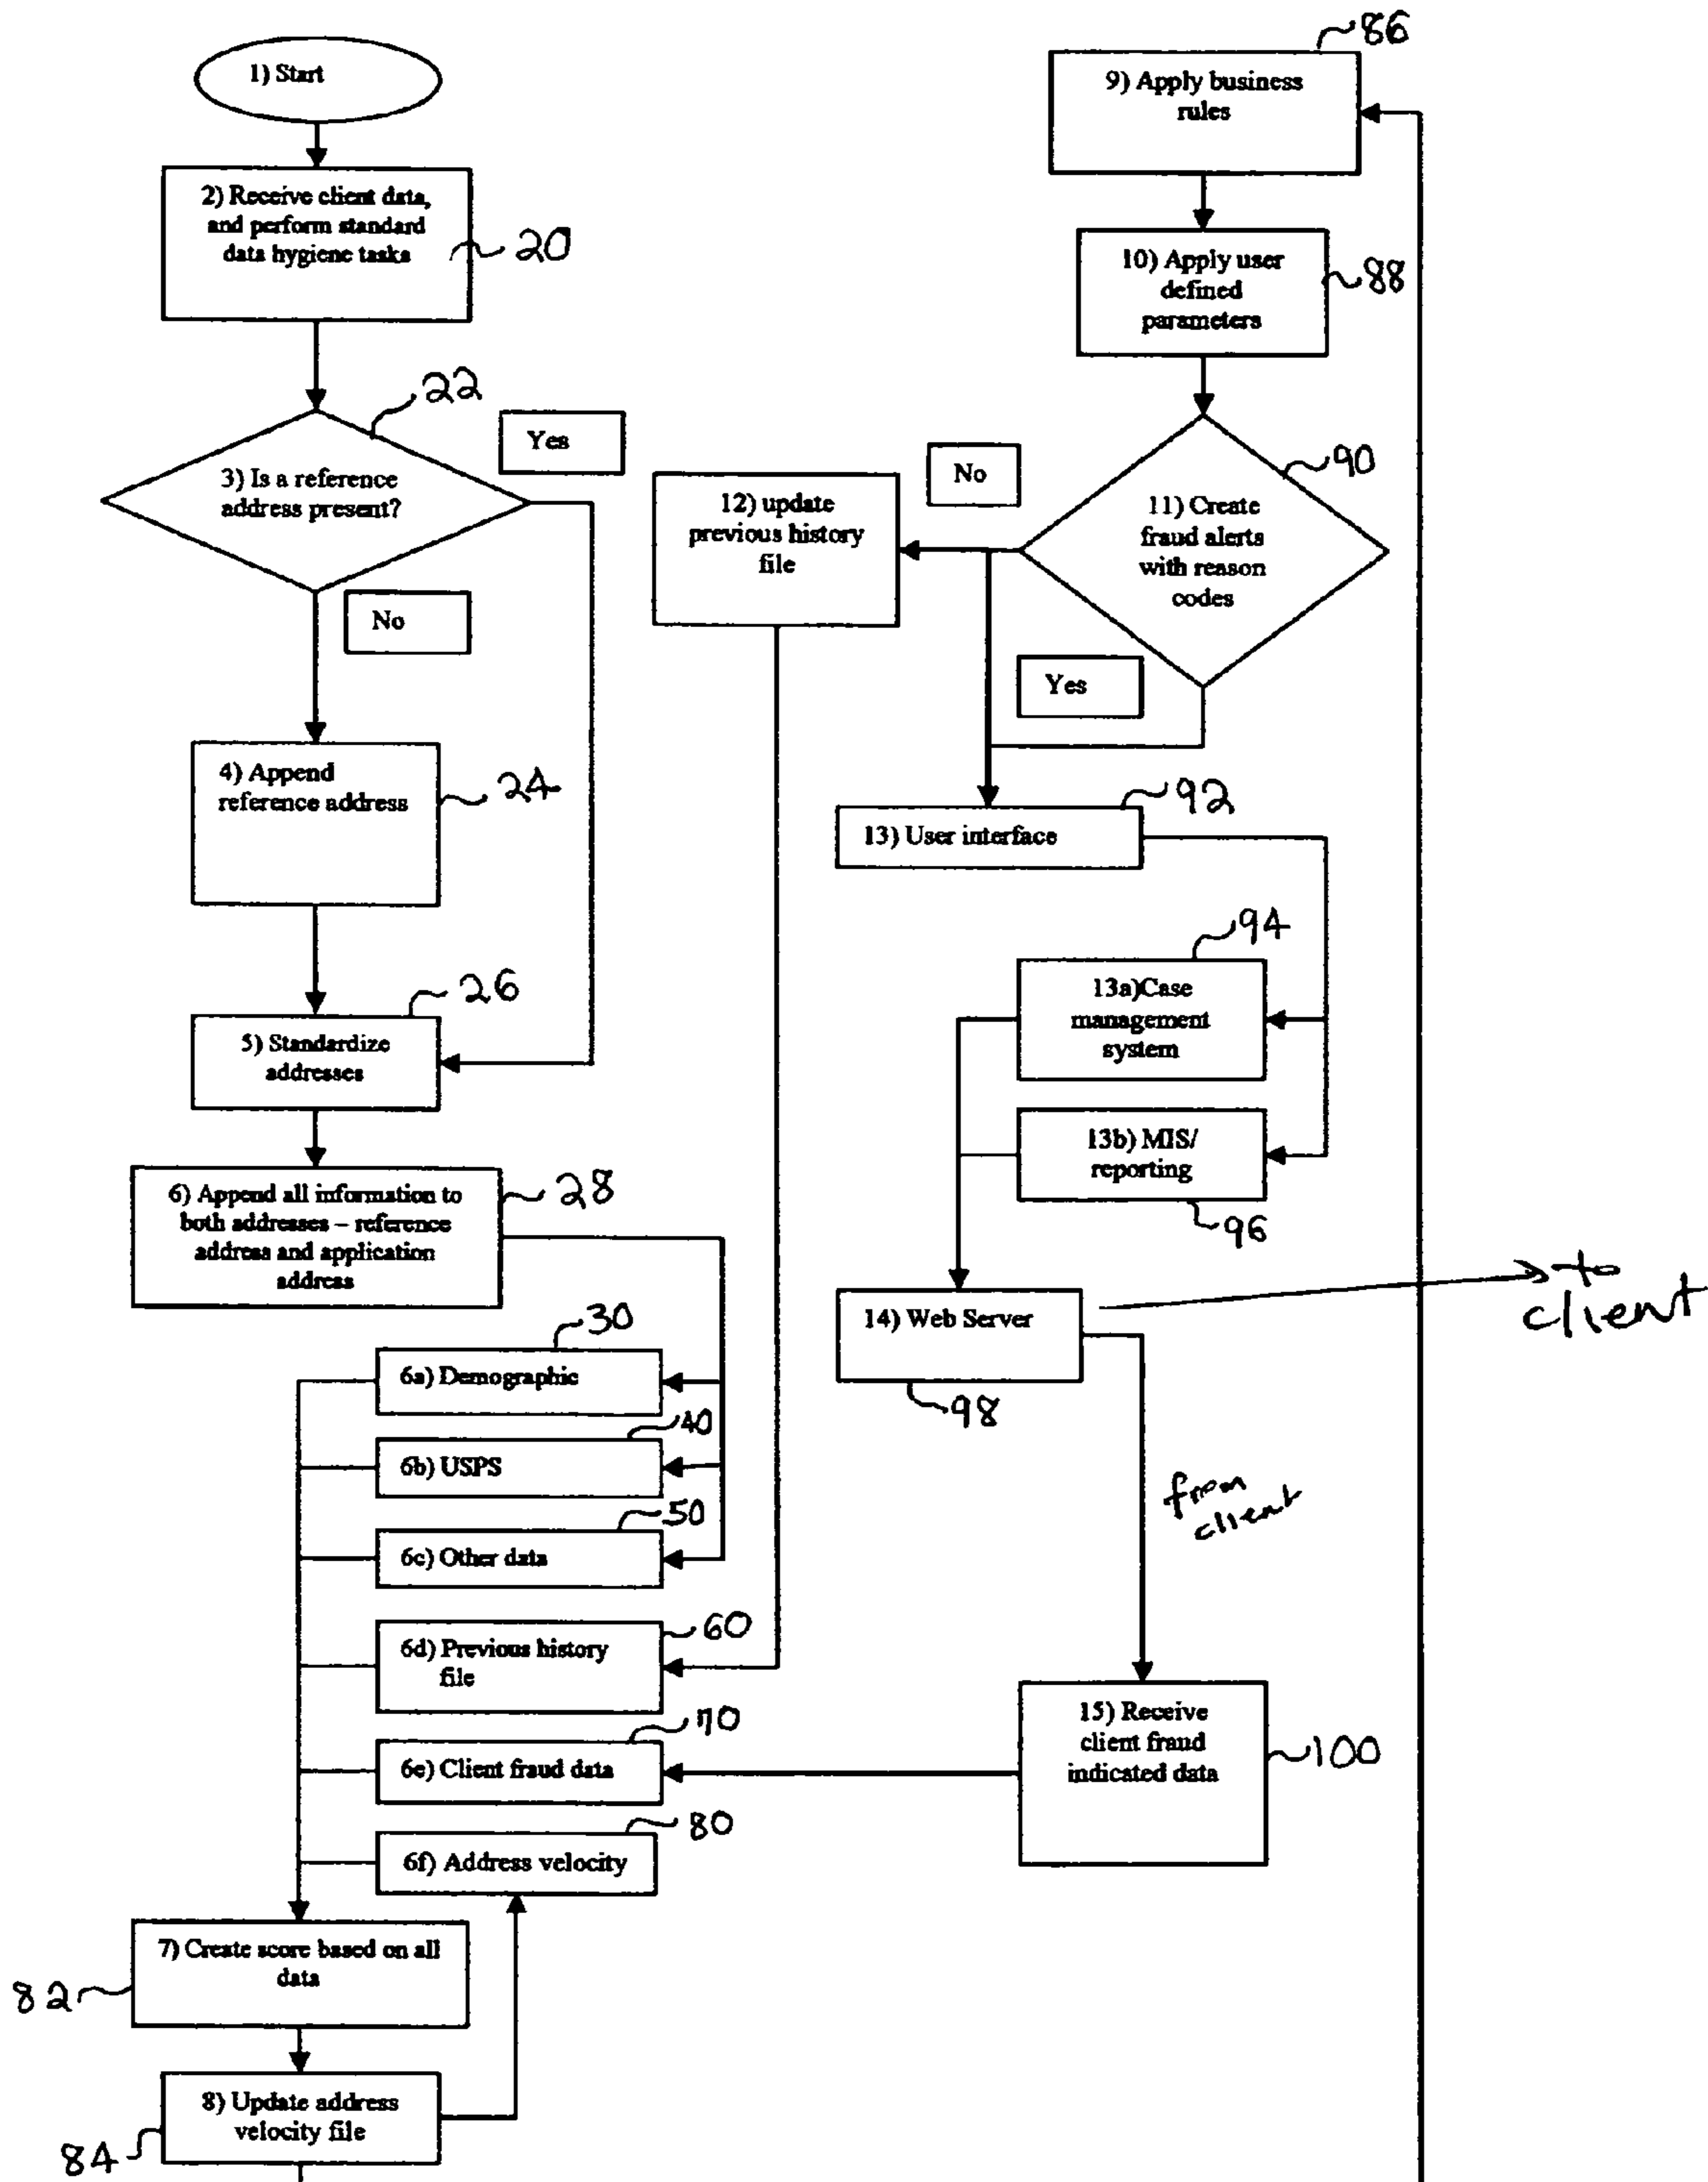 1) Start
2) Receive client data,
and perform standard
data hygiene tasks
20
22
Yes
3) Is a reference
address present?
No
4) Append
reference address
24
26
5) Standardize
addresses
6) Append all information to
both addresses – reference
address and application
address
28
30
6a) Demographic
40
6b) USPS
50
6c) Other data
60
6d) Previous history
file
70
6e) Client fraud data
80
6f) Address velocity
7) Create score based on all
data
82
8) Update address
velocity file
84
86
9) Apply business
rules
10) Apply user
defined
parameters
88
90
No
11) Create
fraud alerts
with reason
codes
12) update
previous history
file
Yes
92
13) User interface
94
13a)Case
management
system
13b) MIS/
reporting
96
to
client
14) Web Server
98
from
client
15) Receive
client fraud
indicated data
100